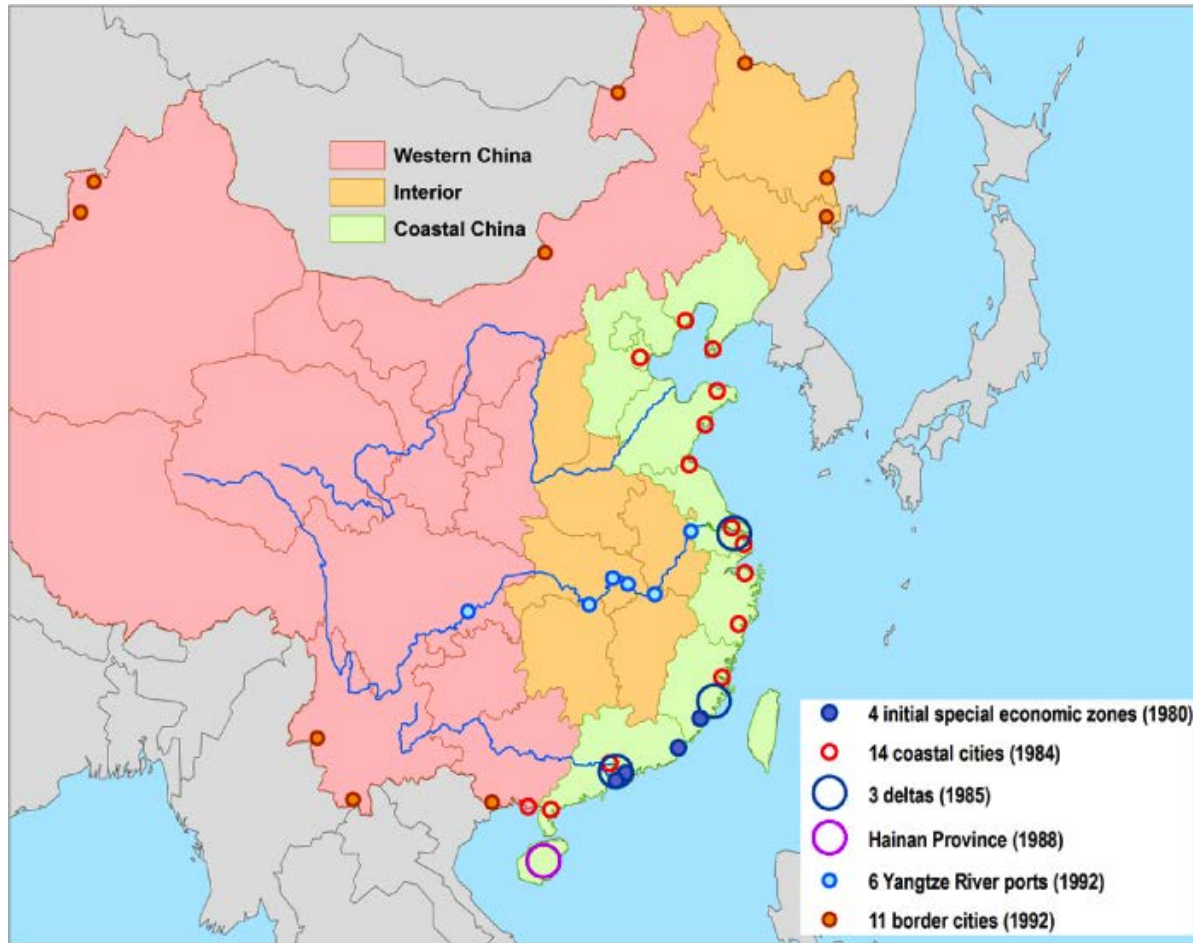 Western China
Interior
Coastal China
4 initial special economic zones (1980)
14 coastal cities (1984)
3 deltas (1985)
Hainan Province (1988)
6 Yangtze River ports (1992)
11 border cities (1992)